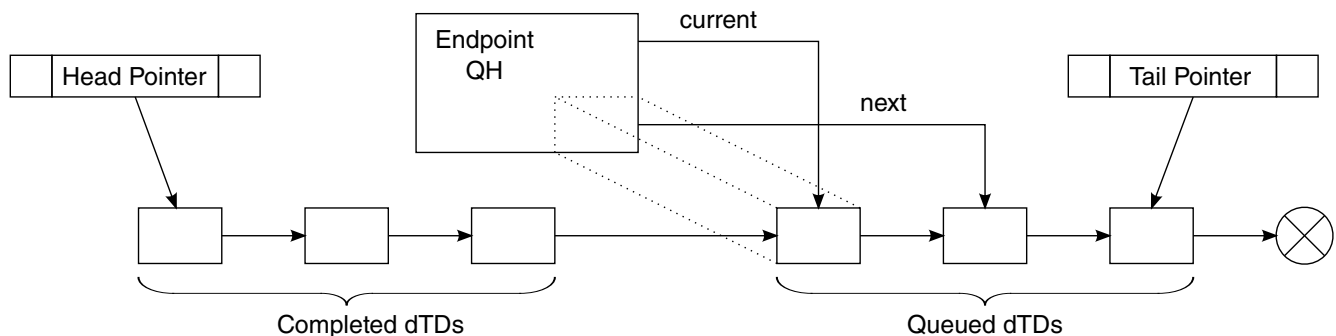 current
Endpoint
QH
Head Pointer
Tail Pointer
next
Completed dTDs
Queued dTDs